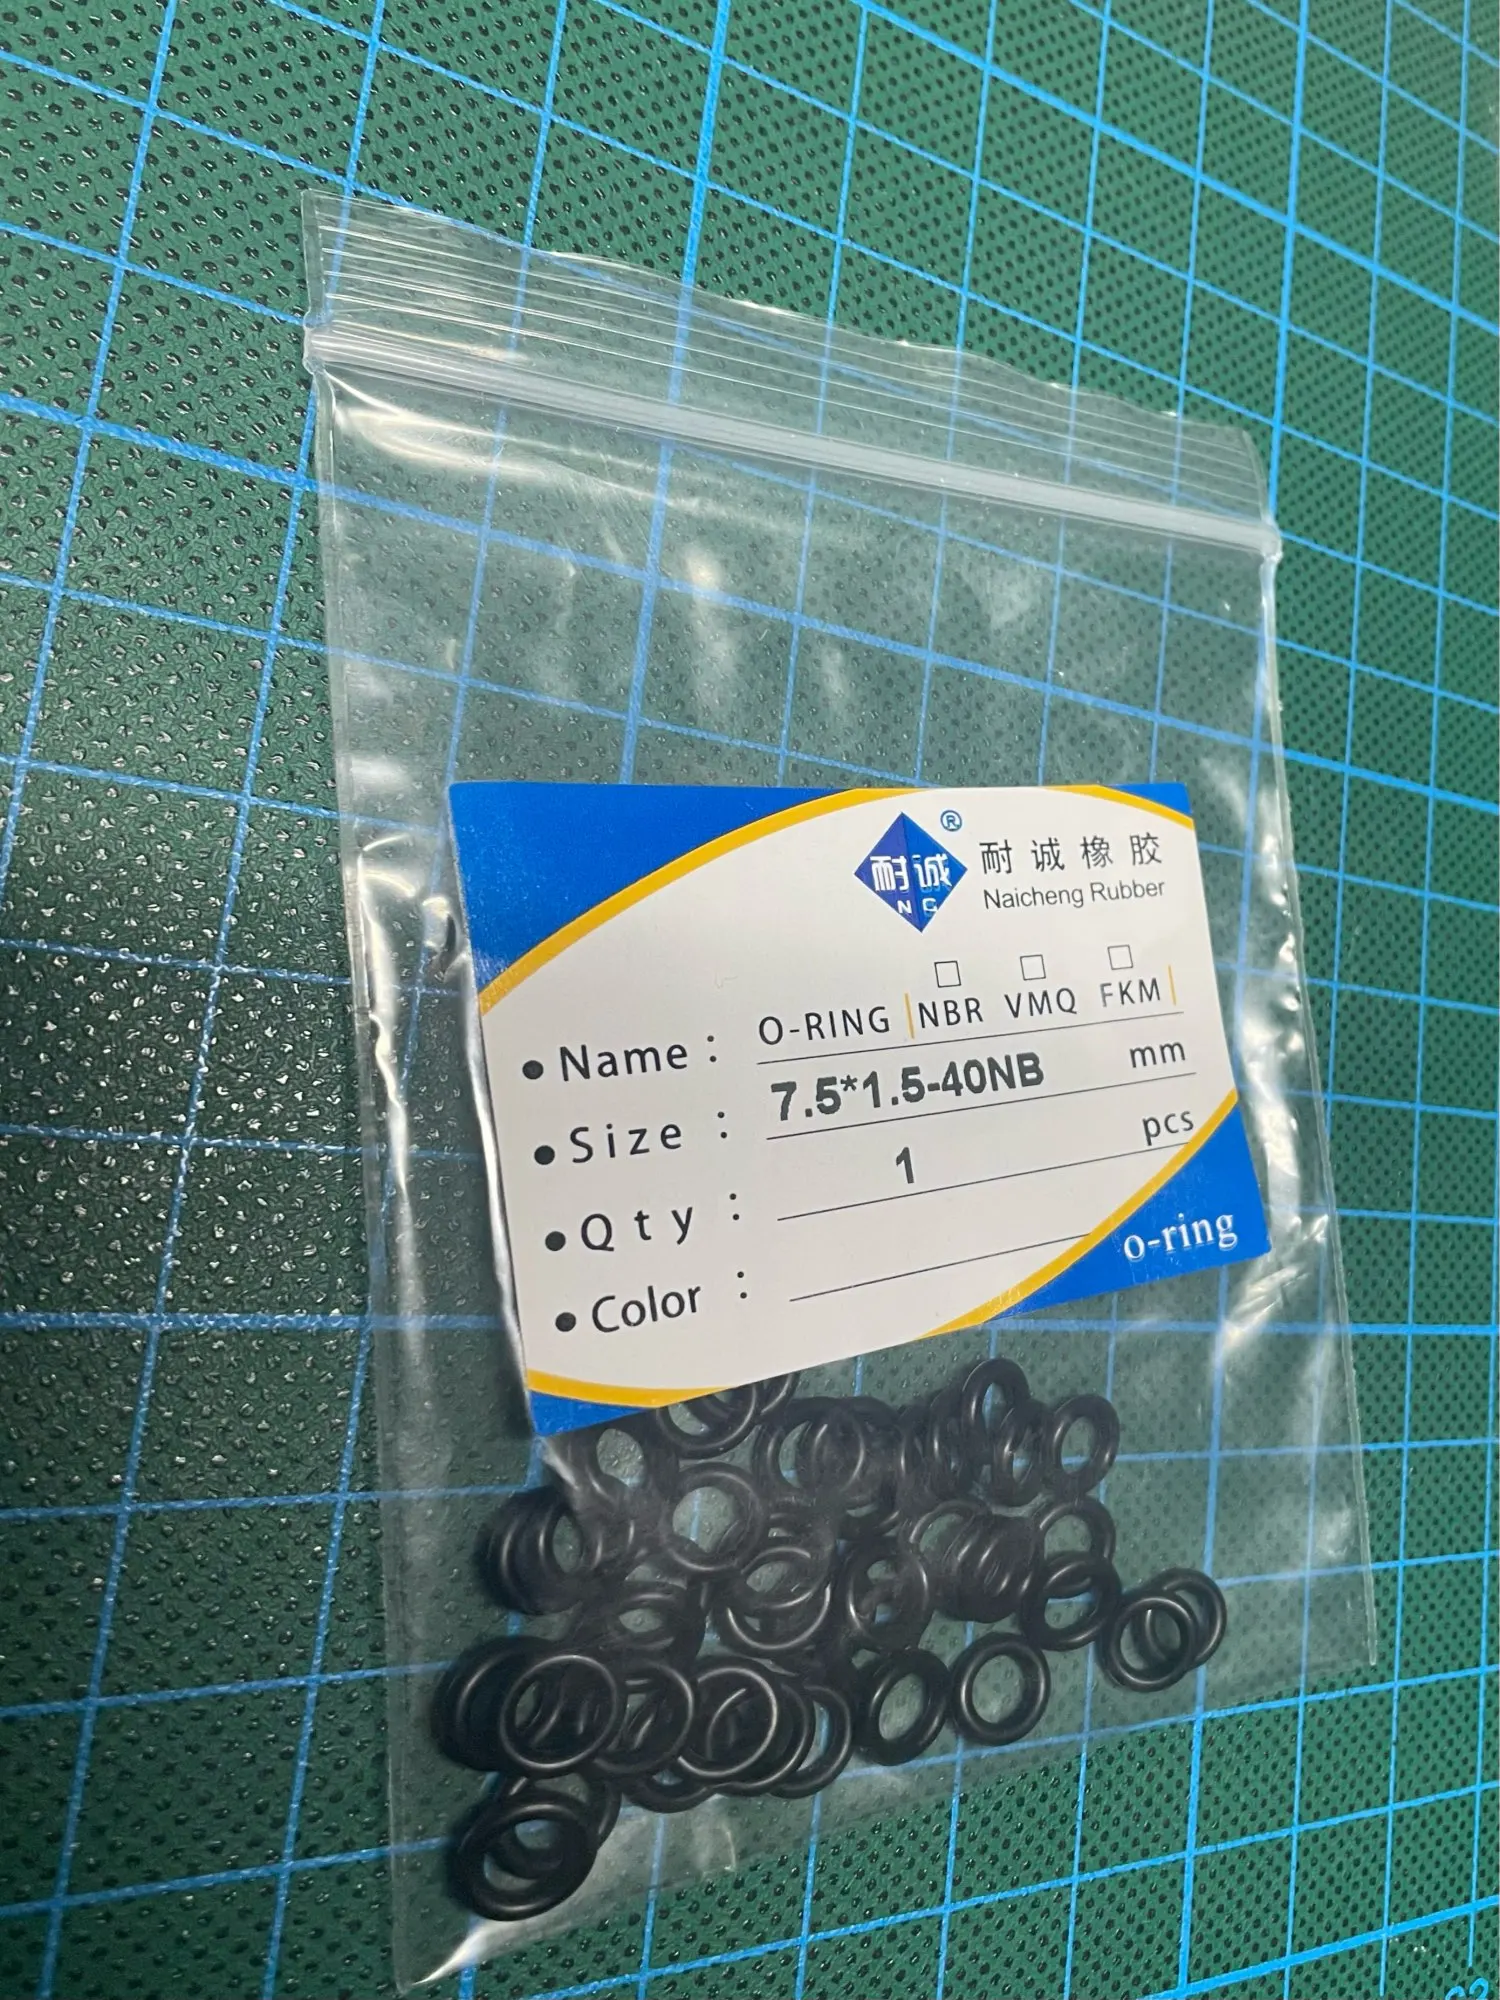 耐诚
N C
®
耐诚橡胶
Naicheng Rubber
• Name : O-RING | NBR □ VMQ □ FKM □ |
• Size : 7.5*1.5-40NB mm
• Qty : 1 pcs
• Color :
o-ring